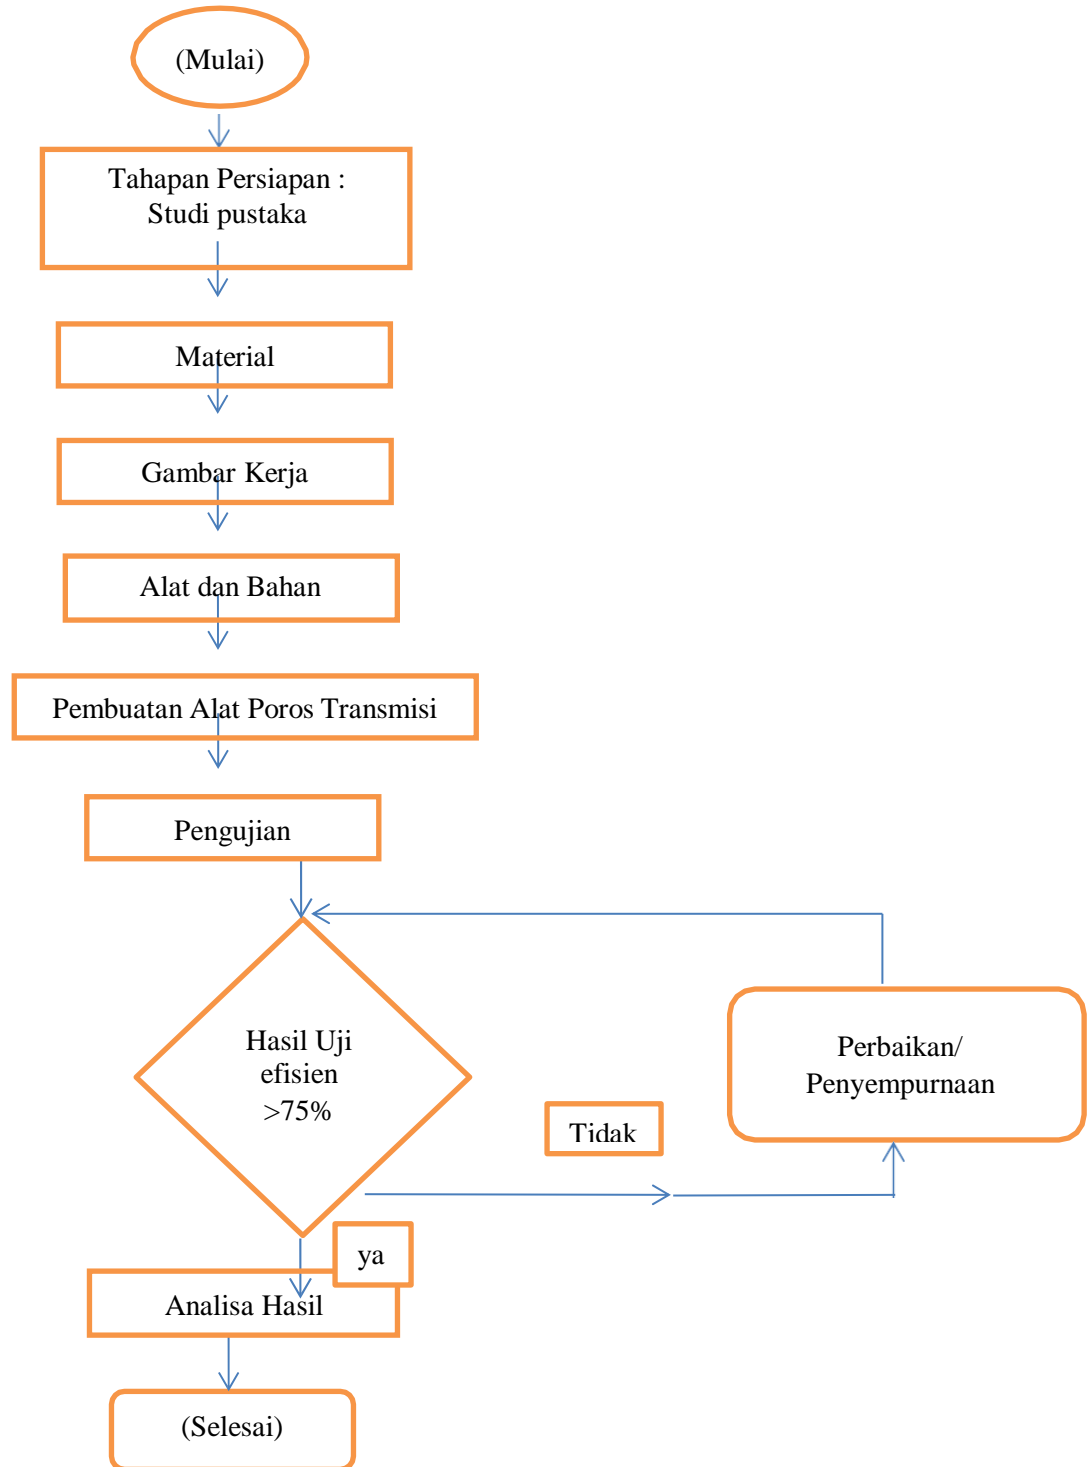 (Mulai)
Tahapan Persiapan :
Studi pustaka
Material
Gambar Kerja
Alat dan Bahan
Pembuatan Alat Poros Transmisi
Pengujian
Hasil Uji
efisien
>75%
Perbaikan/
Penyempurnaan
Tidak
ya
Analisa Hasil
(Selesai)